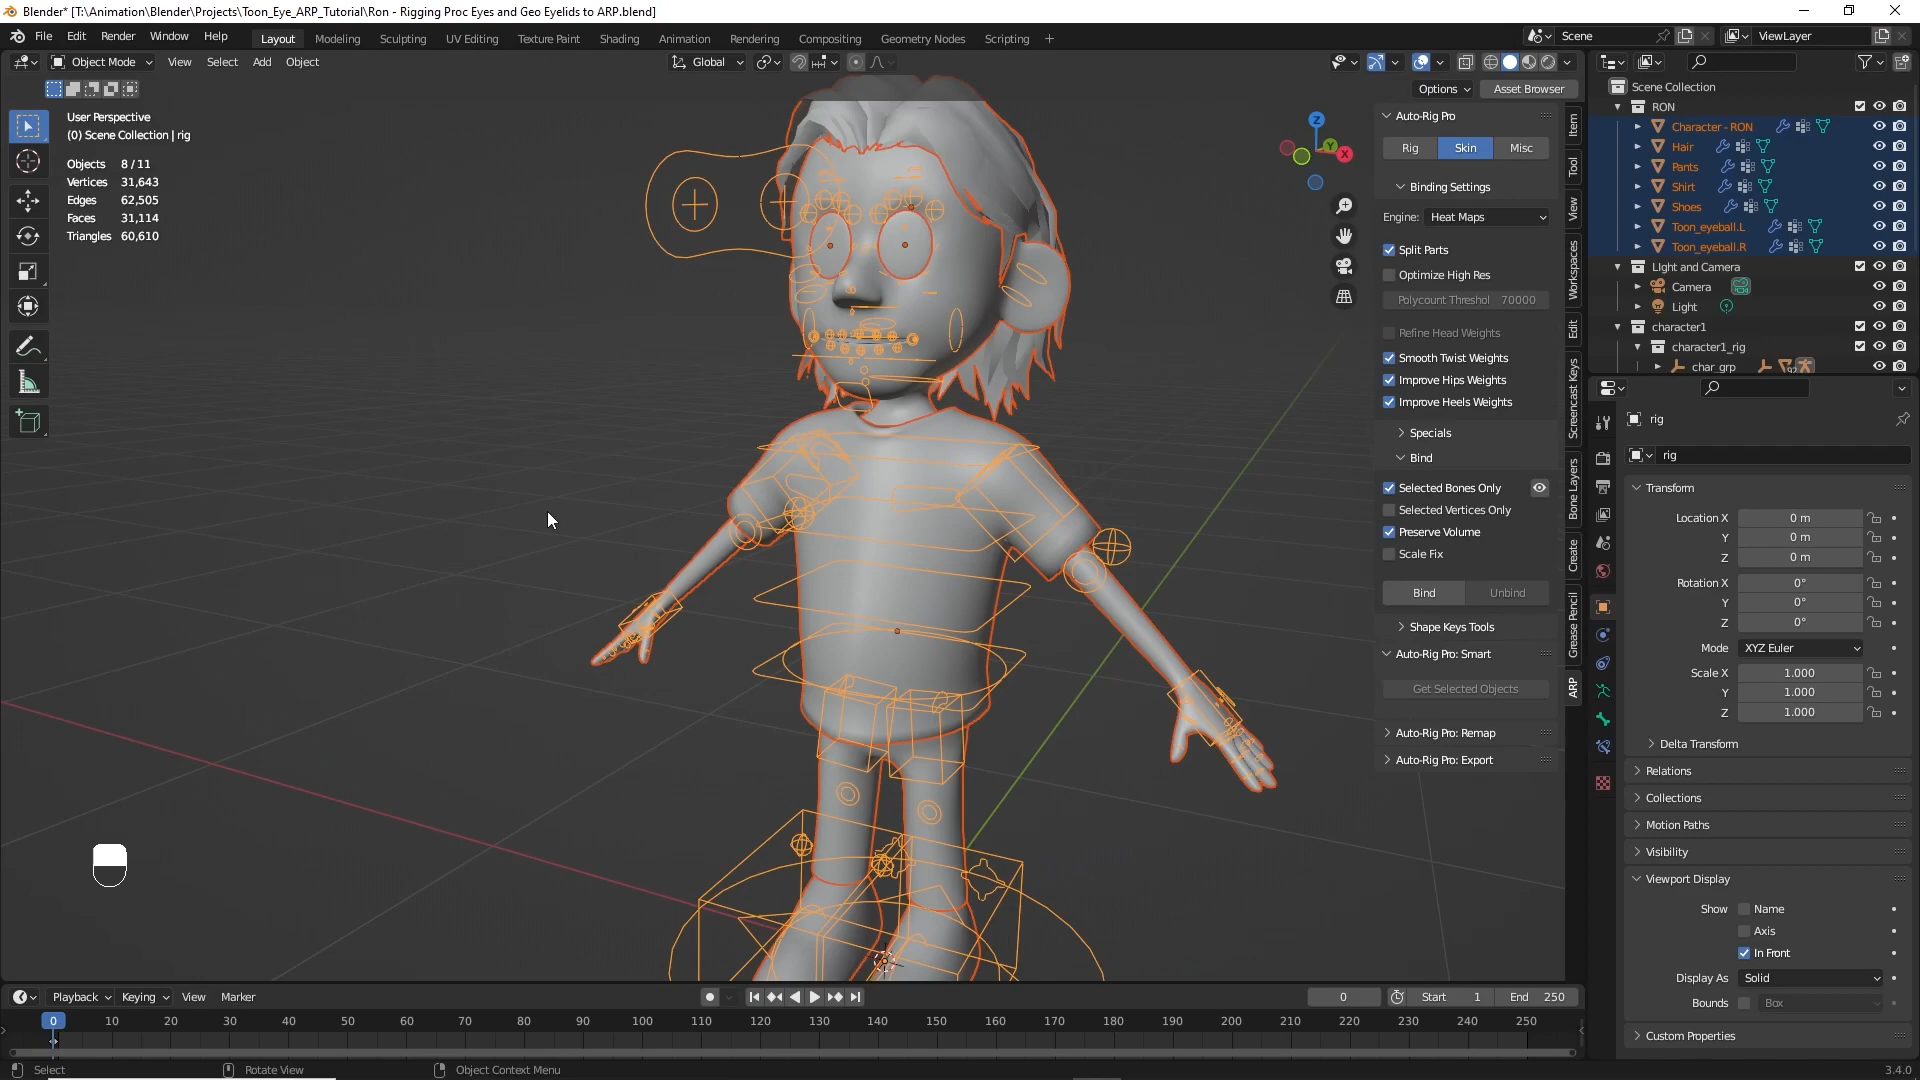 Blender* [T:\Animation\Blender\Projects\Toon_Eye_ARP_Tutorial\Ron - Rigging Proc Eyes and Geo Eyelids to ARP.blend]
File Edit Render Window Help Layout Modeling Sculpting UV Editing Texture Paint Shading Animation Rendering Compositing Geometry Nodes Scripting + Scene ViewLayer
Object Mode View Select Add Object Global
Options Asset Browser
User Perspective
(0) Scene Collection | rig
Objects 8 / 11
Vertices 31,643
Edges 62,505
Faces 31,114
Triangles 60,610
Z
Y
X
Auto-Rig Pro
Rig Skin Misc
Binding Settings
Engine: Heat Maps
Split Parts
Optimize High Res
Polycount Threshol 70000
Refine Head Weights
Smooth Twist Weights
Improve Hips Weights
Improve Heels Weights
Specials
Bind
Selected Bones Only
Selected Vertices Only
Preserve Volume
Scale Fix
Bind Unbind
Shape Keys Tools
Auto-Rig Pro: Smart
Get Selected Objects
Auto-Rig Pro: Remap
Auto-Rig Pro: Export
Item
Tool
View
Workspaces
Edit
Screencast Keys
Bone Layers
Create
Grease Pencil
ARP
Scene Collection
RON
Character - RON
Hair
Pants
Shirt
Shoes
Toon_eyeball.L
Toon_eyeball.R
LIght and Camera
Camera
Light
character1
character1_rig
char_grp 92
rig
rig
Transform
Location X 0 m
Y 0 m
Z 0 m
Rotation X 0°
Y 0°
Z 0°
Mode XYZ Euler
Scale X 1.000
Y 1.000
Z 1.000
Delta Transform
Relations
Collections
Motion Paths
Visibility
Viewport Display
Show Name
Axis
In Front
Display As Solid
Bounds Box
Custom Properties
Playback Keying View Marker 0 Start 1 End 250
0 10 20 30 40 50 60 70 80 90 100 110 120 130 140 150 160 170 180 190 200 210 220 230 240 250
Select Rotate View Object Context Menu 3.4.0